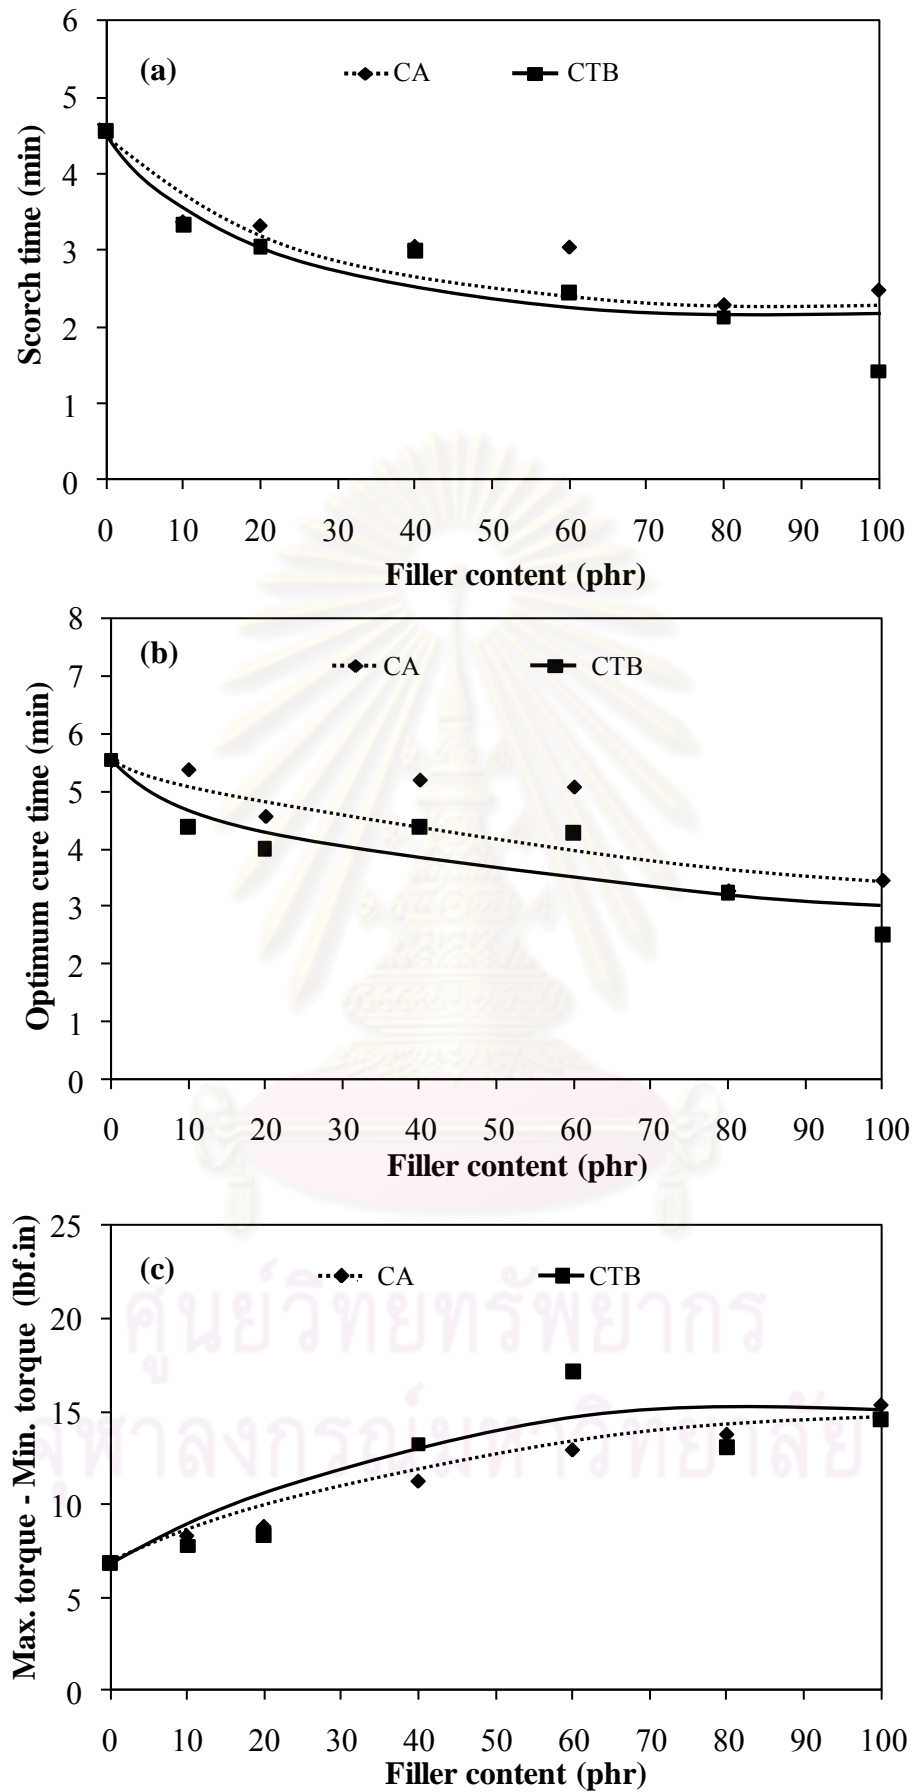 6
(a)
CA
CTB
5
4
3
2
1
0
Scorch time (min)
0 10 20 30 40 50 60 70 80 90 100
Filler content (phr)
8
(b)
CA
CTB
7
6
5
4
3
2
1
0
Optimum cure time (min)
0 10 20 30 40 50 60 70 80 90 100
Filler content (phr)
25
(c)
CA
CTB
20
15
10
5
0
Max. torque - Min. torque (lbf.in)
0 10 20 30 40 50 60 70 80 90 100
Filler content (phr)
ศูนย์วิทยทรัพยากร
จุฬาลงกรณ์มหาวิทยาลัย